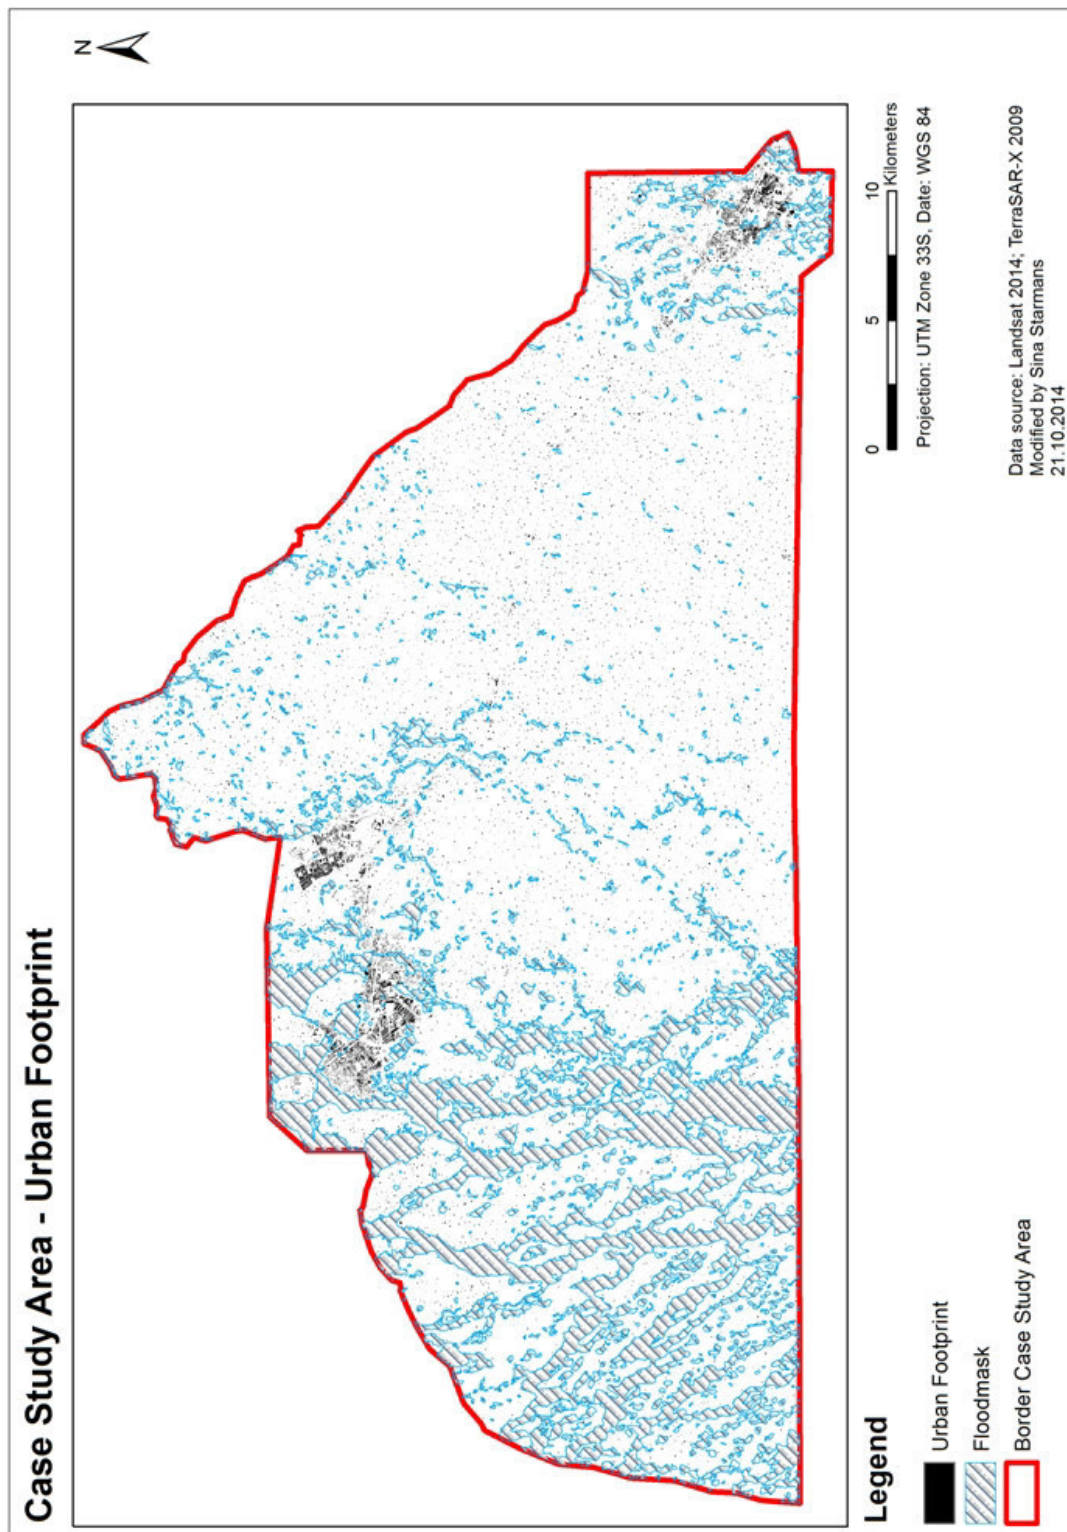 Case Study Area - Urban Footprint
N
Legend
Urban Footprint
Floodmask
Border Case Study Area
0 5 10
Kilometers
Projection: UTM Zone 33S, Date: WGS 84
Data source: Landsat 2014; TerraSAR-X 2009
Modified by Sina Starmans
21.10.2014